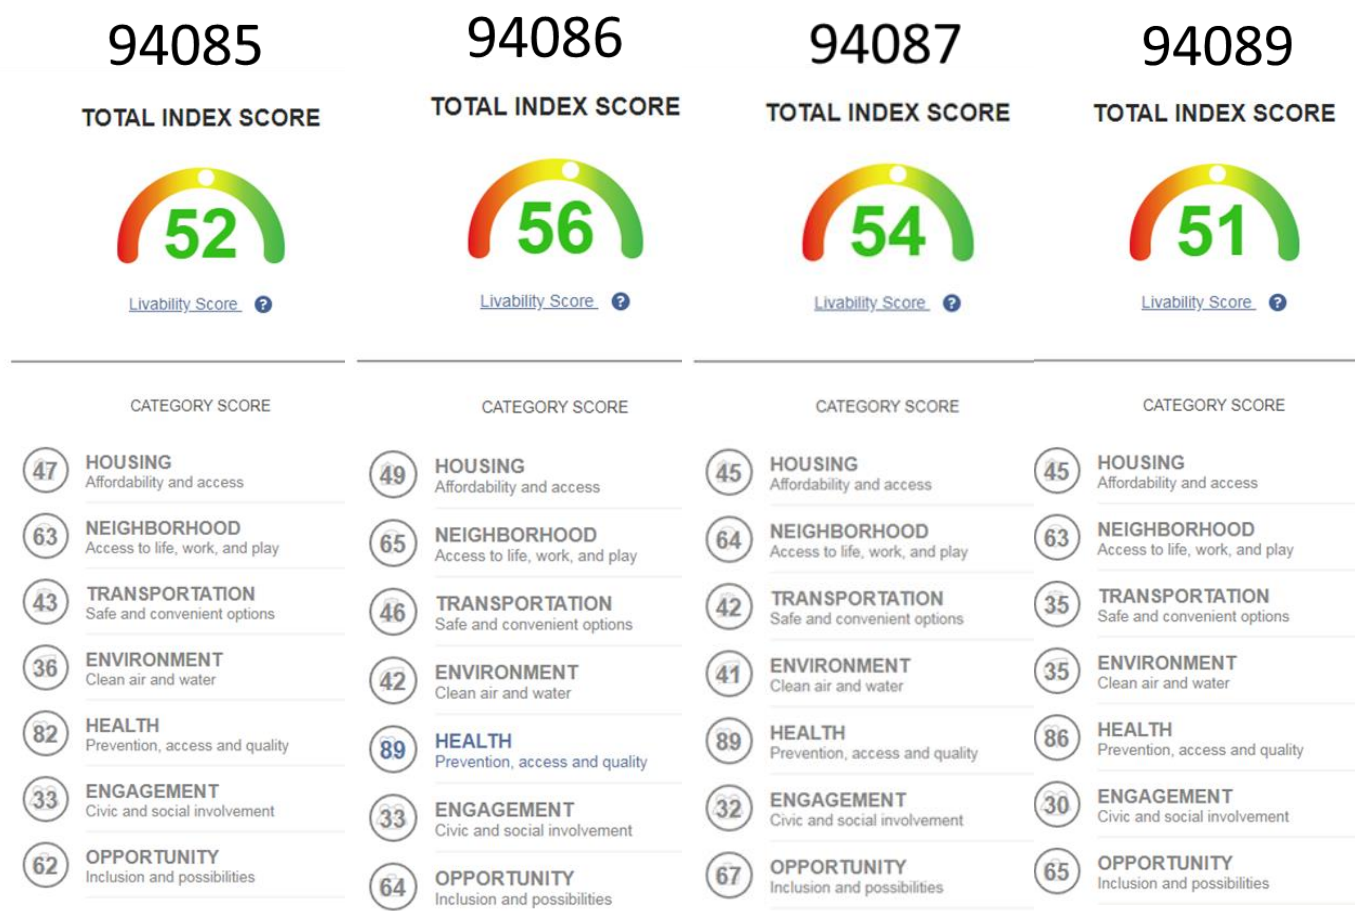 94085
TOTAL INDEX SCORE
52
Livability Score ?
CATEGORY SCORE
47
HOUSING
Affordability and access
63
NEIGHBORHOOD
Access to life, work, and play
43
TRANSPORTATION
Safe and convenient options
36
ENVIRONMENT
Clean air and water
82
HEALTH
Prevention, access and quality
33
ENGAGEMENT
Civic and social involvement
62
OPPORTUNITY
Inclusion and possibilities
94086
TOTAL INDEX SCORE
56
Livability Score ?
CATEGORY SCORE
49
HOUSING
Affordability and access
65
NEIGHBORHOOD
Access to life, work, and play
46
TRANSPORTATION
Safe and convenient options
42
ENVIRONMENT
Clean air and water
89
HEALTH
Prevention, access and quality
33
ENGAGEMENT
Civic and social involvement
64
OPPORTUNITY
Inclusion and possibilities
94087
TOTAL INDEX SCORE
54
Livability Score ?
CATEGORY SCORE
45
HOUSING
Affordability and access
64
NEIGHBORHOOD
Access to life, work, and play
42
TRANSPORTATION
Safe and convenient options
41
ENVIRONMENT
Clean air and water
89
HEALTH
Prevention, access and quality
32
ENGAGEMENT
Civic and social involvement
67
OPPORTUNITY
Inclusion and possibilities
94089
TOTAL INDEX SCORE
51
Livability Score ?
CATEGORY SCORE
45
HOUSING
Affordability and access
63
NEIGHBORHOOD
Access to life, work, and play
35
TRANSPORTATION
Safe and convenient options
35
ENVIRONMENT
Clean air and water
86
HEALTH
Prevention, access and quality
30
ENGAGEMENT
Civic and social involvement
65
OPPORTUNITY
Inclusion and possibilities